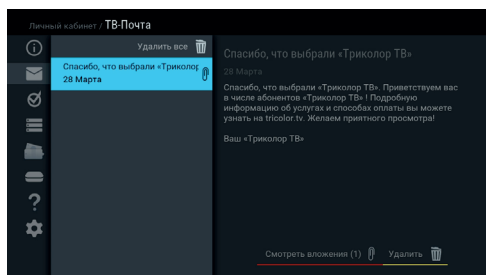 Личный кабинет / ТВ-Почта
Удалить все
Спасибо, что выбрали «Триколор
28 Марта
Спасибо, что выбрали «Триколор ТВ»
28 Марта
Спасибо, что выбрали «Триколор ТВ». Приветствуем вас
в числе абонентов «Триколор ТВ» ! Подробную
информацию об услугах и способах оплаты вы можете
узнать на tricolor.tv. Желаем приятного просмотра!
Ваш «Триколор ТВ»
Смотреть вложения (1) Удалить